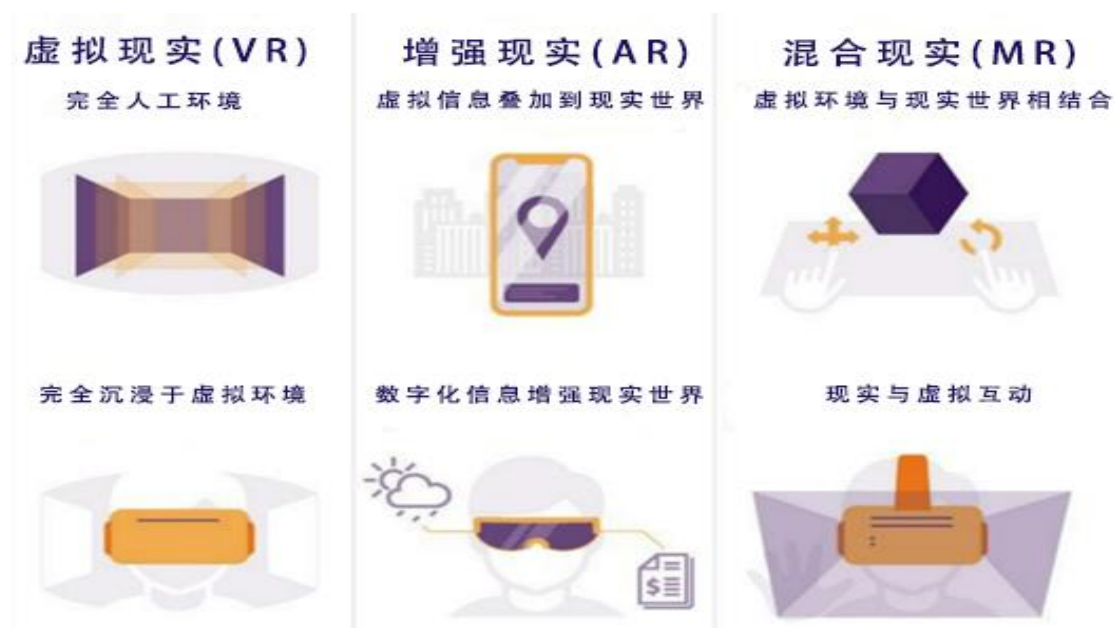 虚拟现实(VR)
完全人工环境
完全沉浸于虚拟环境
增强现实(AR)
虚拟信息叠加到现实世界
数字化信息增强现实世界
$
混合现实(MR)
虚拟环境与现实世界相结合
现实与虚拟互动